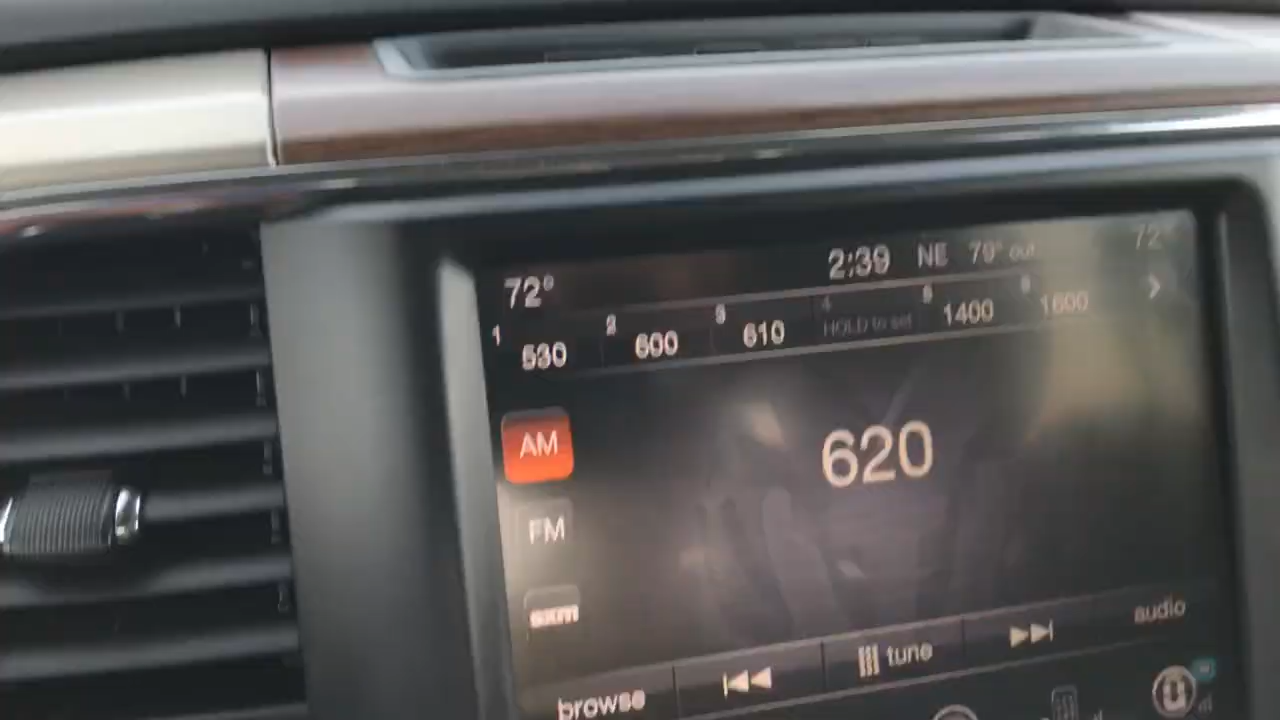 72° 2:39 NE 79° out 72°
1 530 2 600 3 610 4 HOLD to set 5 1400 6 1600
AM
620
FM
sxm
browse tune audio